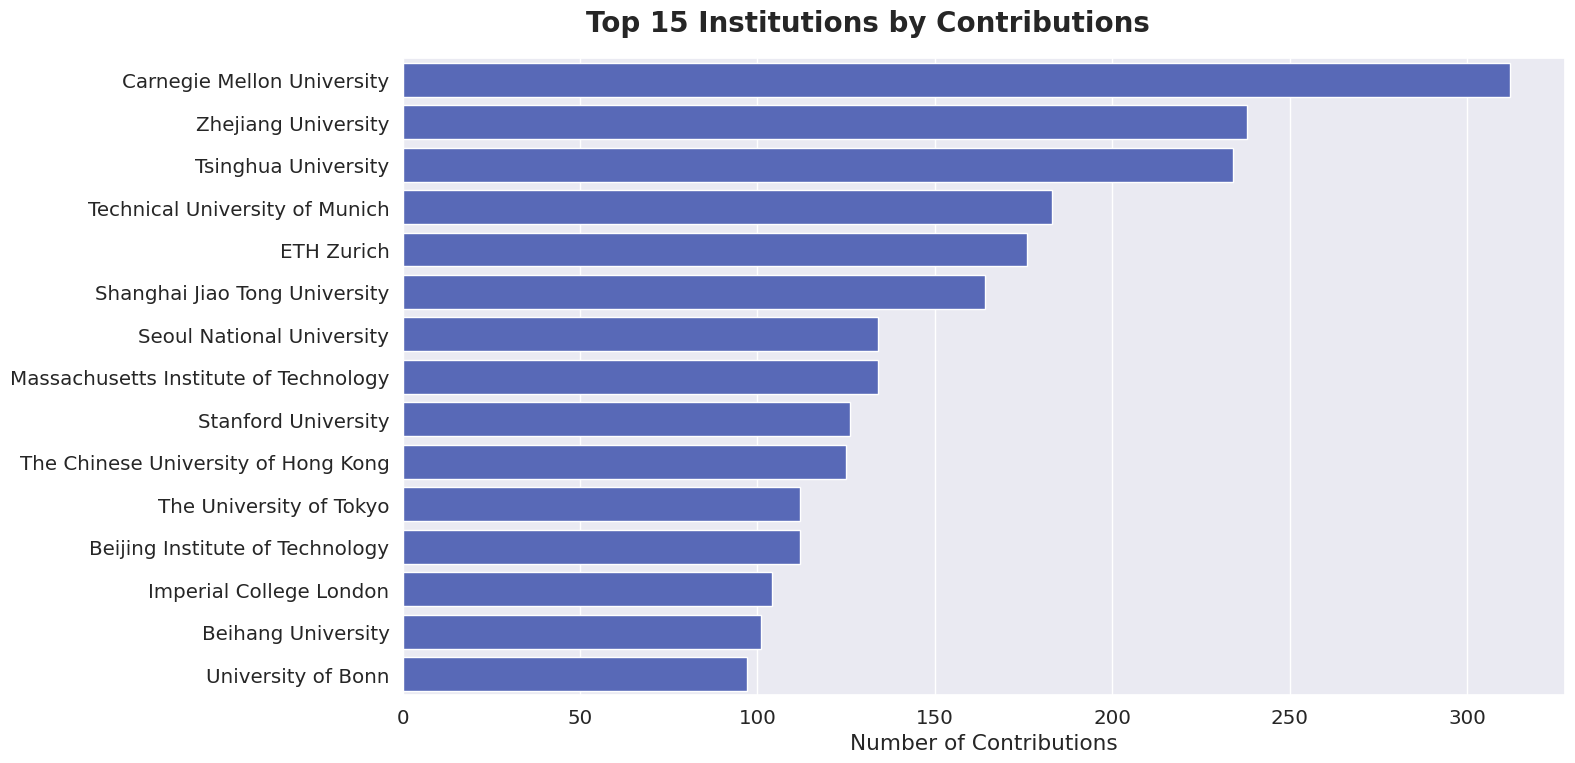 Top 15 Institutions by Contributions
Carnegie Mellon University
Zhejiang University
Tsinghua University
Technical University of Munich
ETH Zurich
Shanghai Jiao Tong University
Seoul National University
Massachusetts Institute of Technology
Stanford University
The Chinese University of Hong Kong
The University of Tokyo
Beijing Institute of Technology
Imperial College London
Beihang University
University of Bonn
0 50 100 150 200 250 300
Number of Contributions